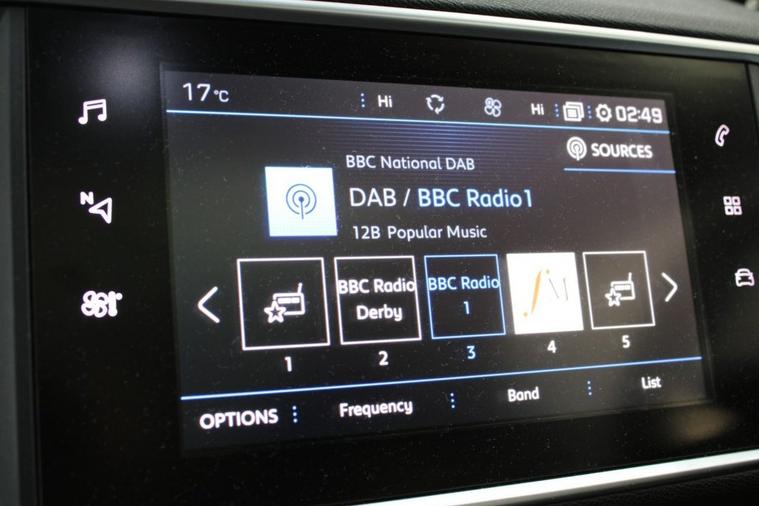 17°C
Hi
Hi
02:49
SOURCES
BBC National DAB
DAB / BBC Radio1
12B Popular Music
N
BBC Radio
Derby
BBC Radio
1
fM
1
2
3
4
5
OPTIONS
Frequency
Band
List